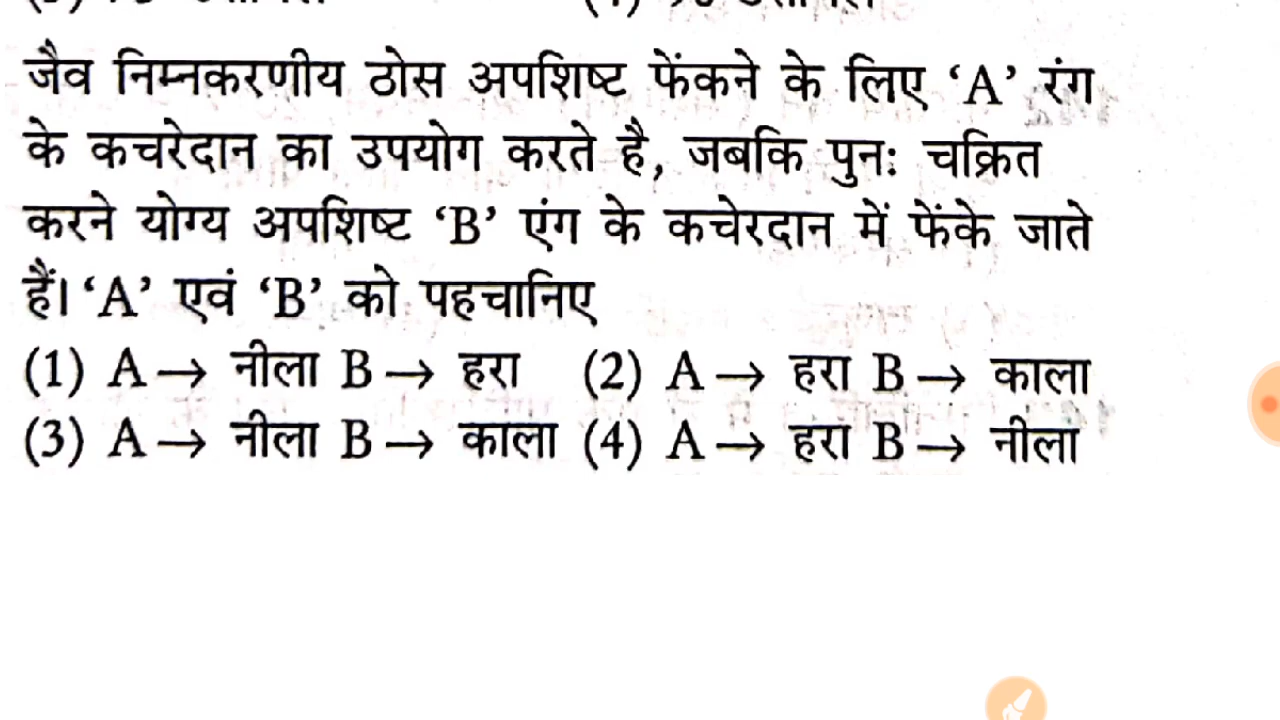 जैव निम्नकरणीय ठोस अपशिष्ट फेंकने के लिए ‘A’ रंग
के कचरेदान का उपयोग करते है, जबकि पुनः चक्रित
करने योग्य अपशिष्ट ‘B’ एंग के कचेरदान में फेंके जाते
हैं। ‘A’ एवं ‘B’ को पहचानिए
(1) A→ नीला B→ हरा (2) A→ हरा B→ काला
(3) A→ नीला B→ काला (4) A→ हरा B→ नीला